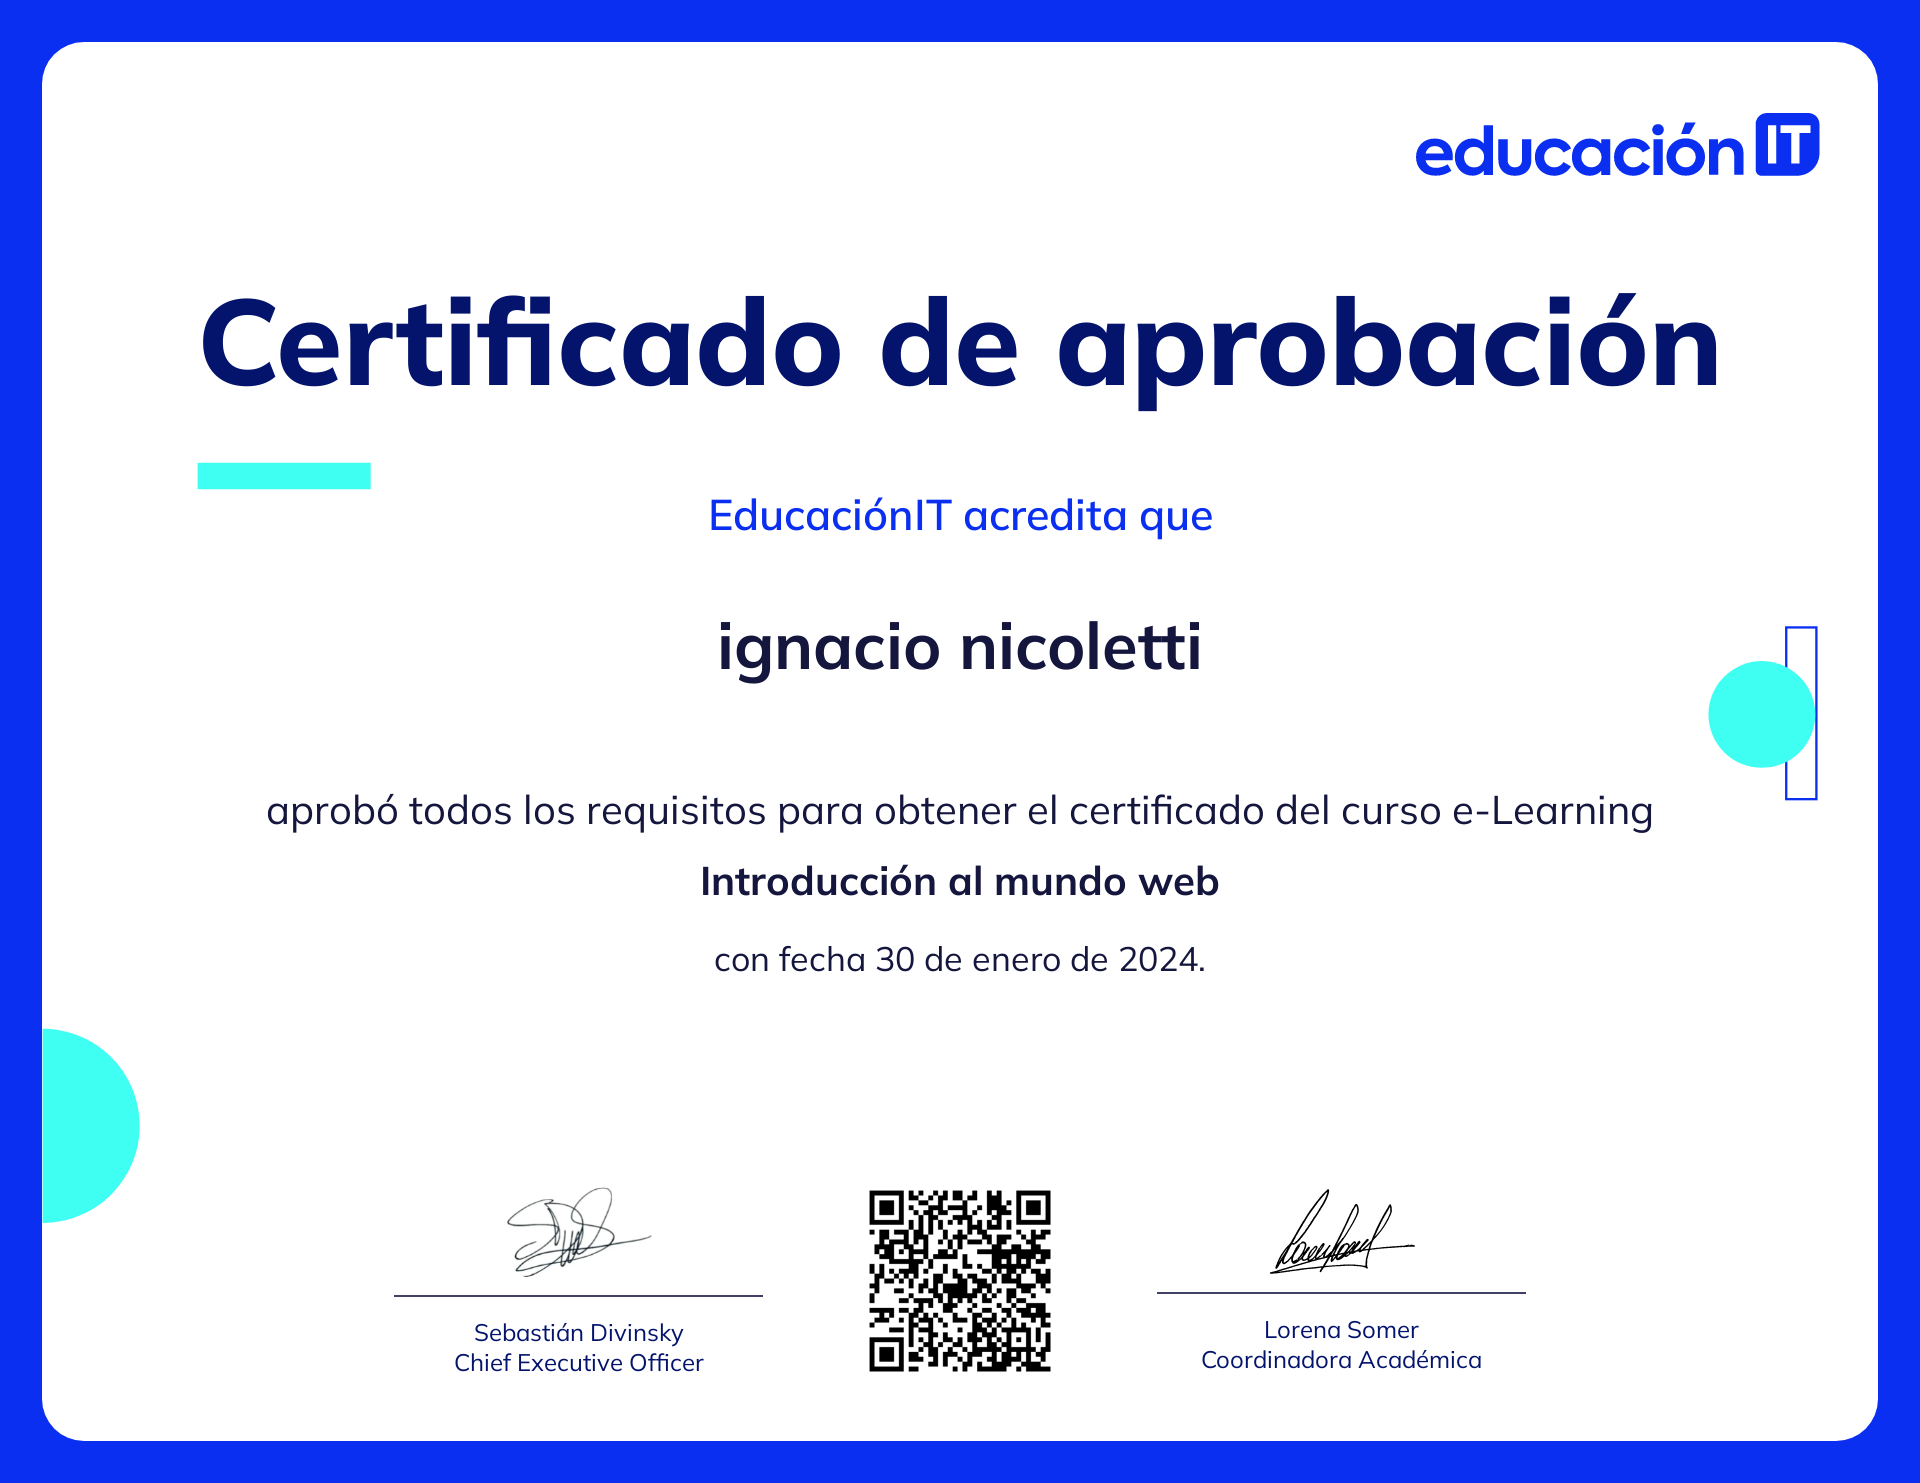 educación IT
Certificado de aprobación
EducaciónIT acredita que
ignacio nicoletti
aprobó todos los requisitos para obtener el certificado del curso e-Learning
Introducción al mundo web
con fecha 30 de enero de 2024.
Sebastián Divinsky
Chief Executive Officer
Lorena Somer
Coordinadora Académica